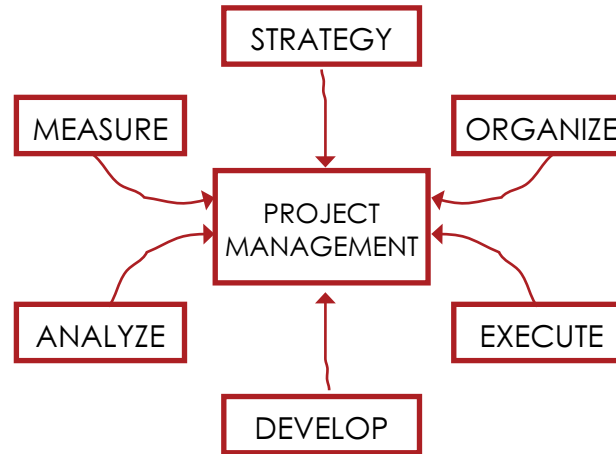 STRATEGY
MEASURE
ORGANIZE
PROJECT
MANAGEMENT
ANALYZE
EXECUTE
DEVELOP